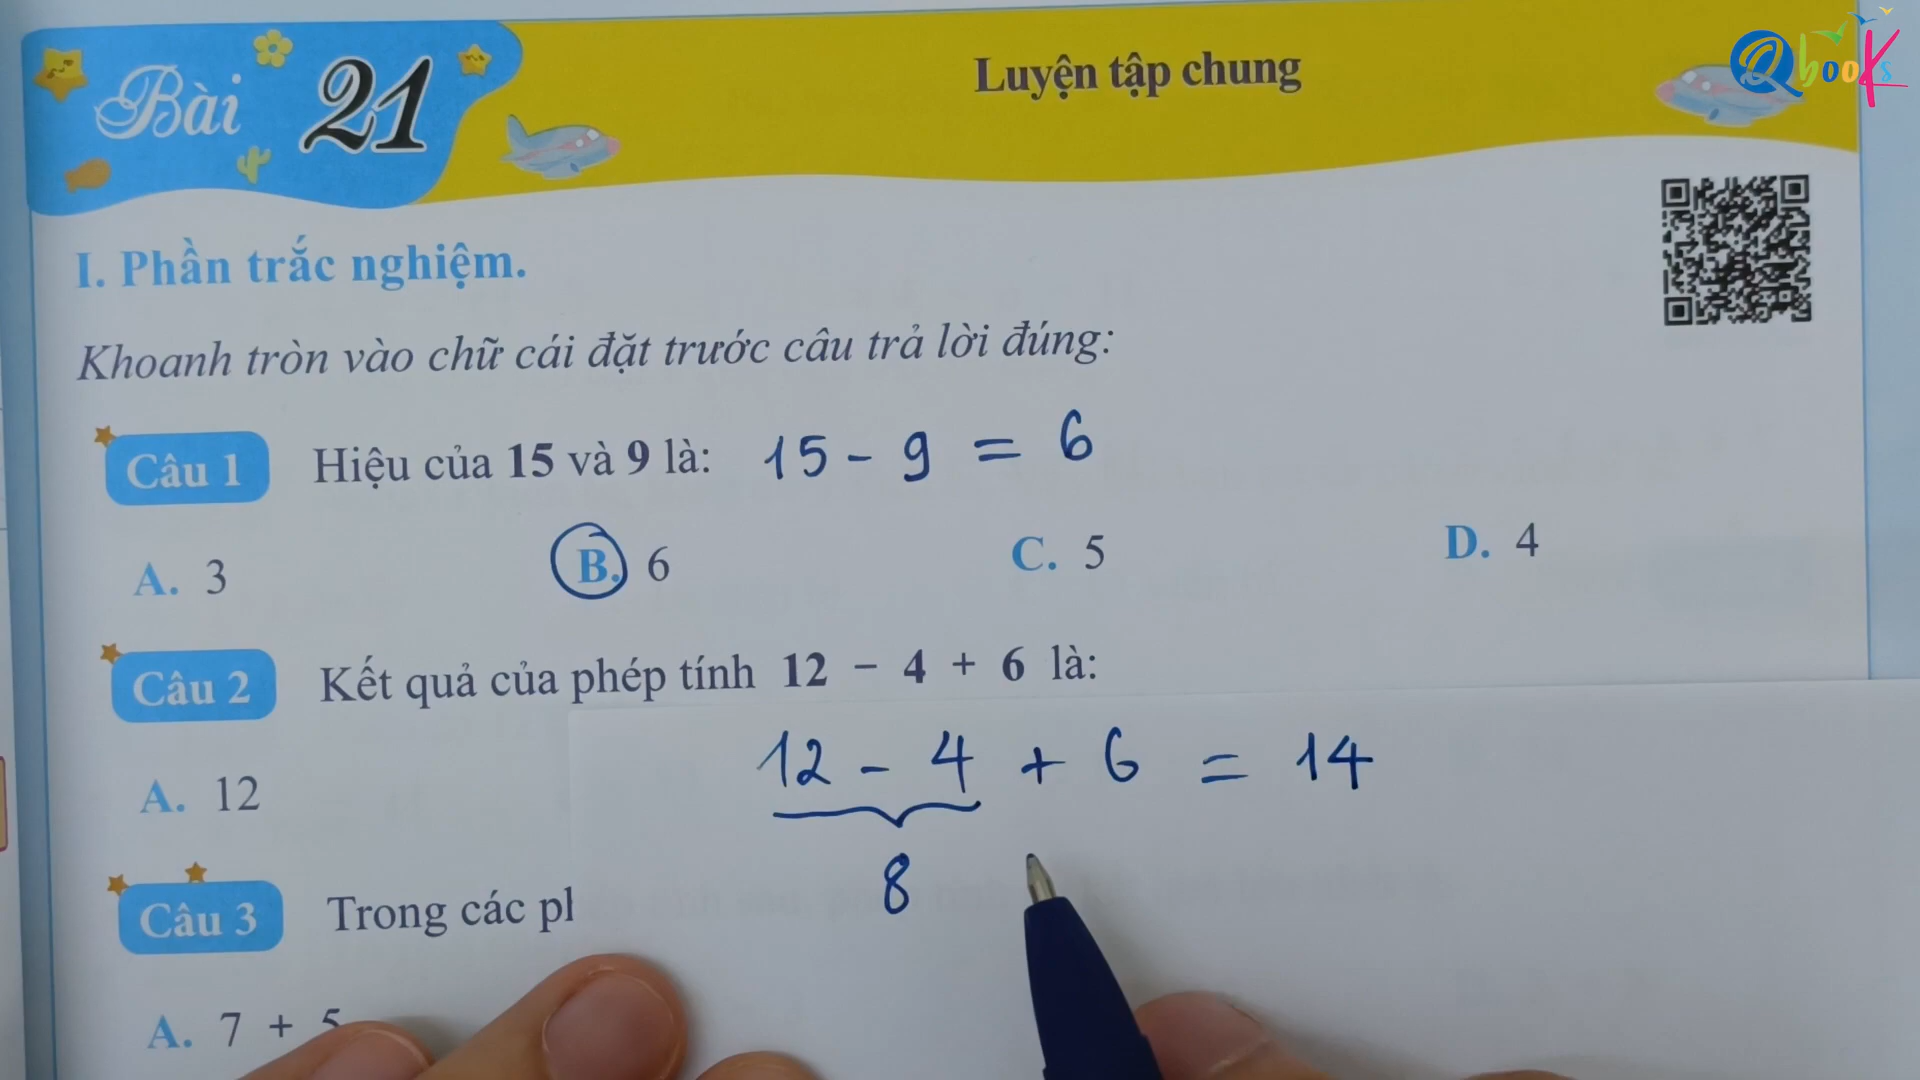 Bài 21
Luyện tập chung
Qbooks
I. Phần trắc nghiệm.
Khoanh tròn vào chữ cái đặt trước câu trả lời đúng:
Câu 1 Hiệu của 15 và 9 là: 15 - 9 = 6
A. 3 B. 6 C. 5 D. 4
Câu 2 Kết quả của phép tính 12 - 4 + 6 là:
12 - 4 + 6 = 14
A. 12
8
Câu 3 Trong các
A. 7 +